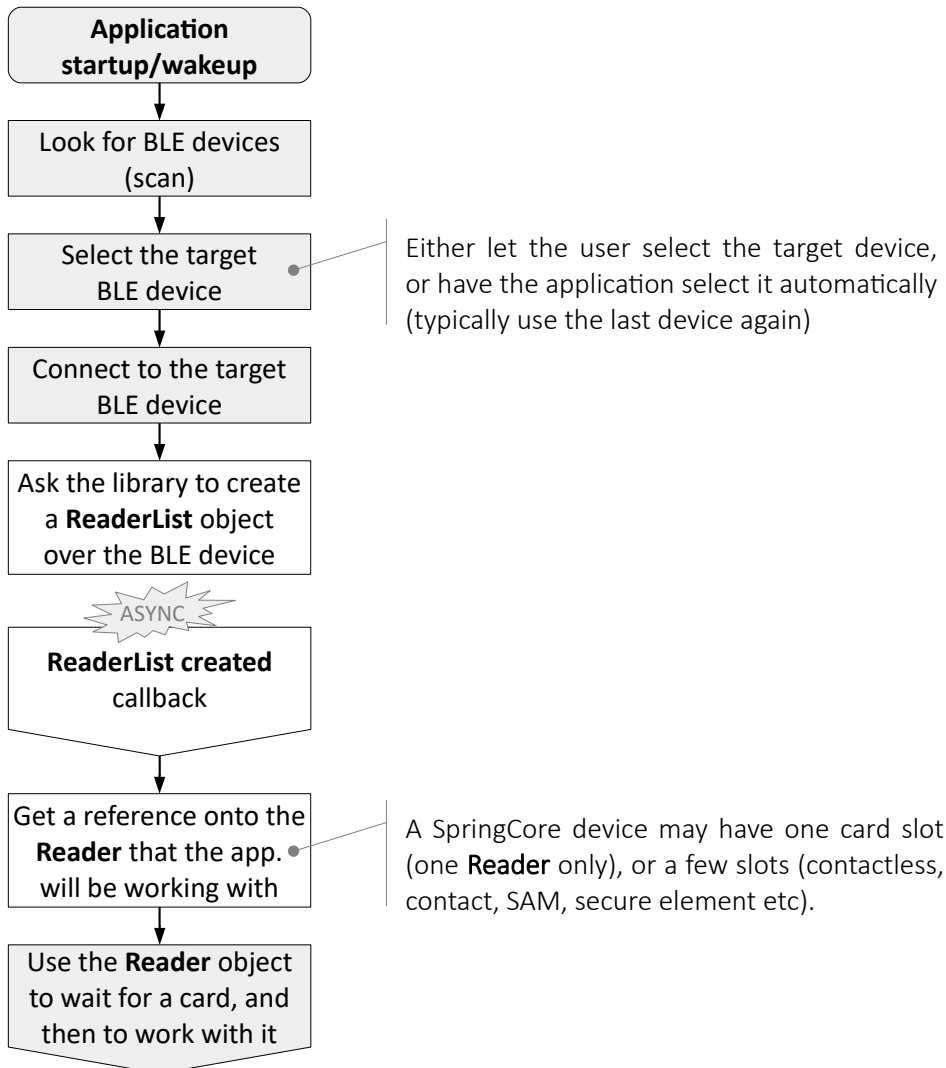 Application
startup/wakeup
Look for BLE devices
(scan)
Select the target
BLE device
Either let the user select the target device,
or have the application select it automatically
(typically use the last device again)
Connect to the target
BLE device
Ask the library to create
a ReaderList object
over the BLE device
ASYNC
ReaderList created
callback
Get a reference onto the
Reader that the app.
will be working with
A SpringCore device may have one card slot
(one Reader only), or a few slots (contactless,
contact, SAM, secure element etc).
Use the Reader object
to wait for a card, and
then to work with it